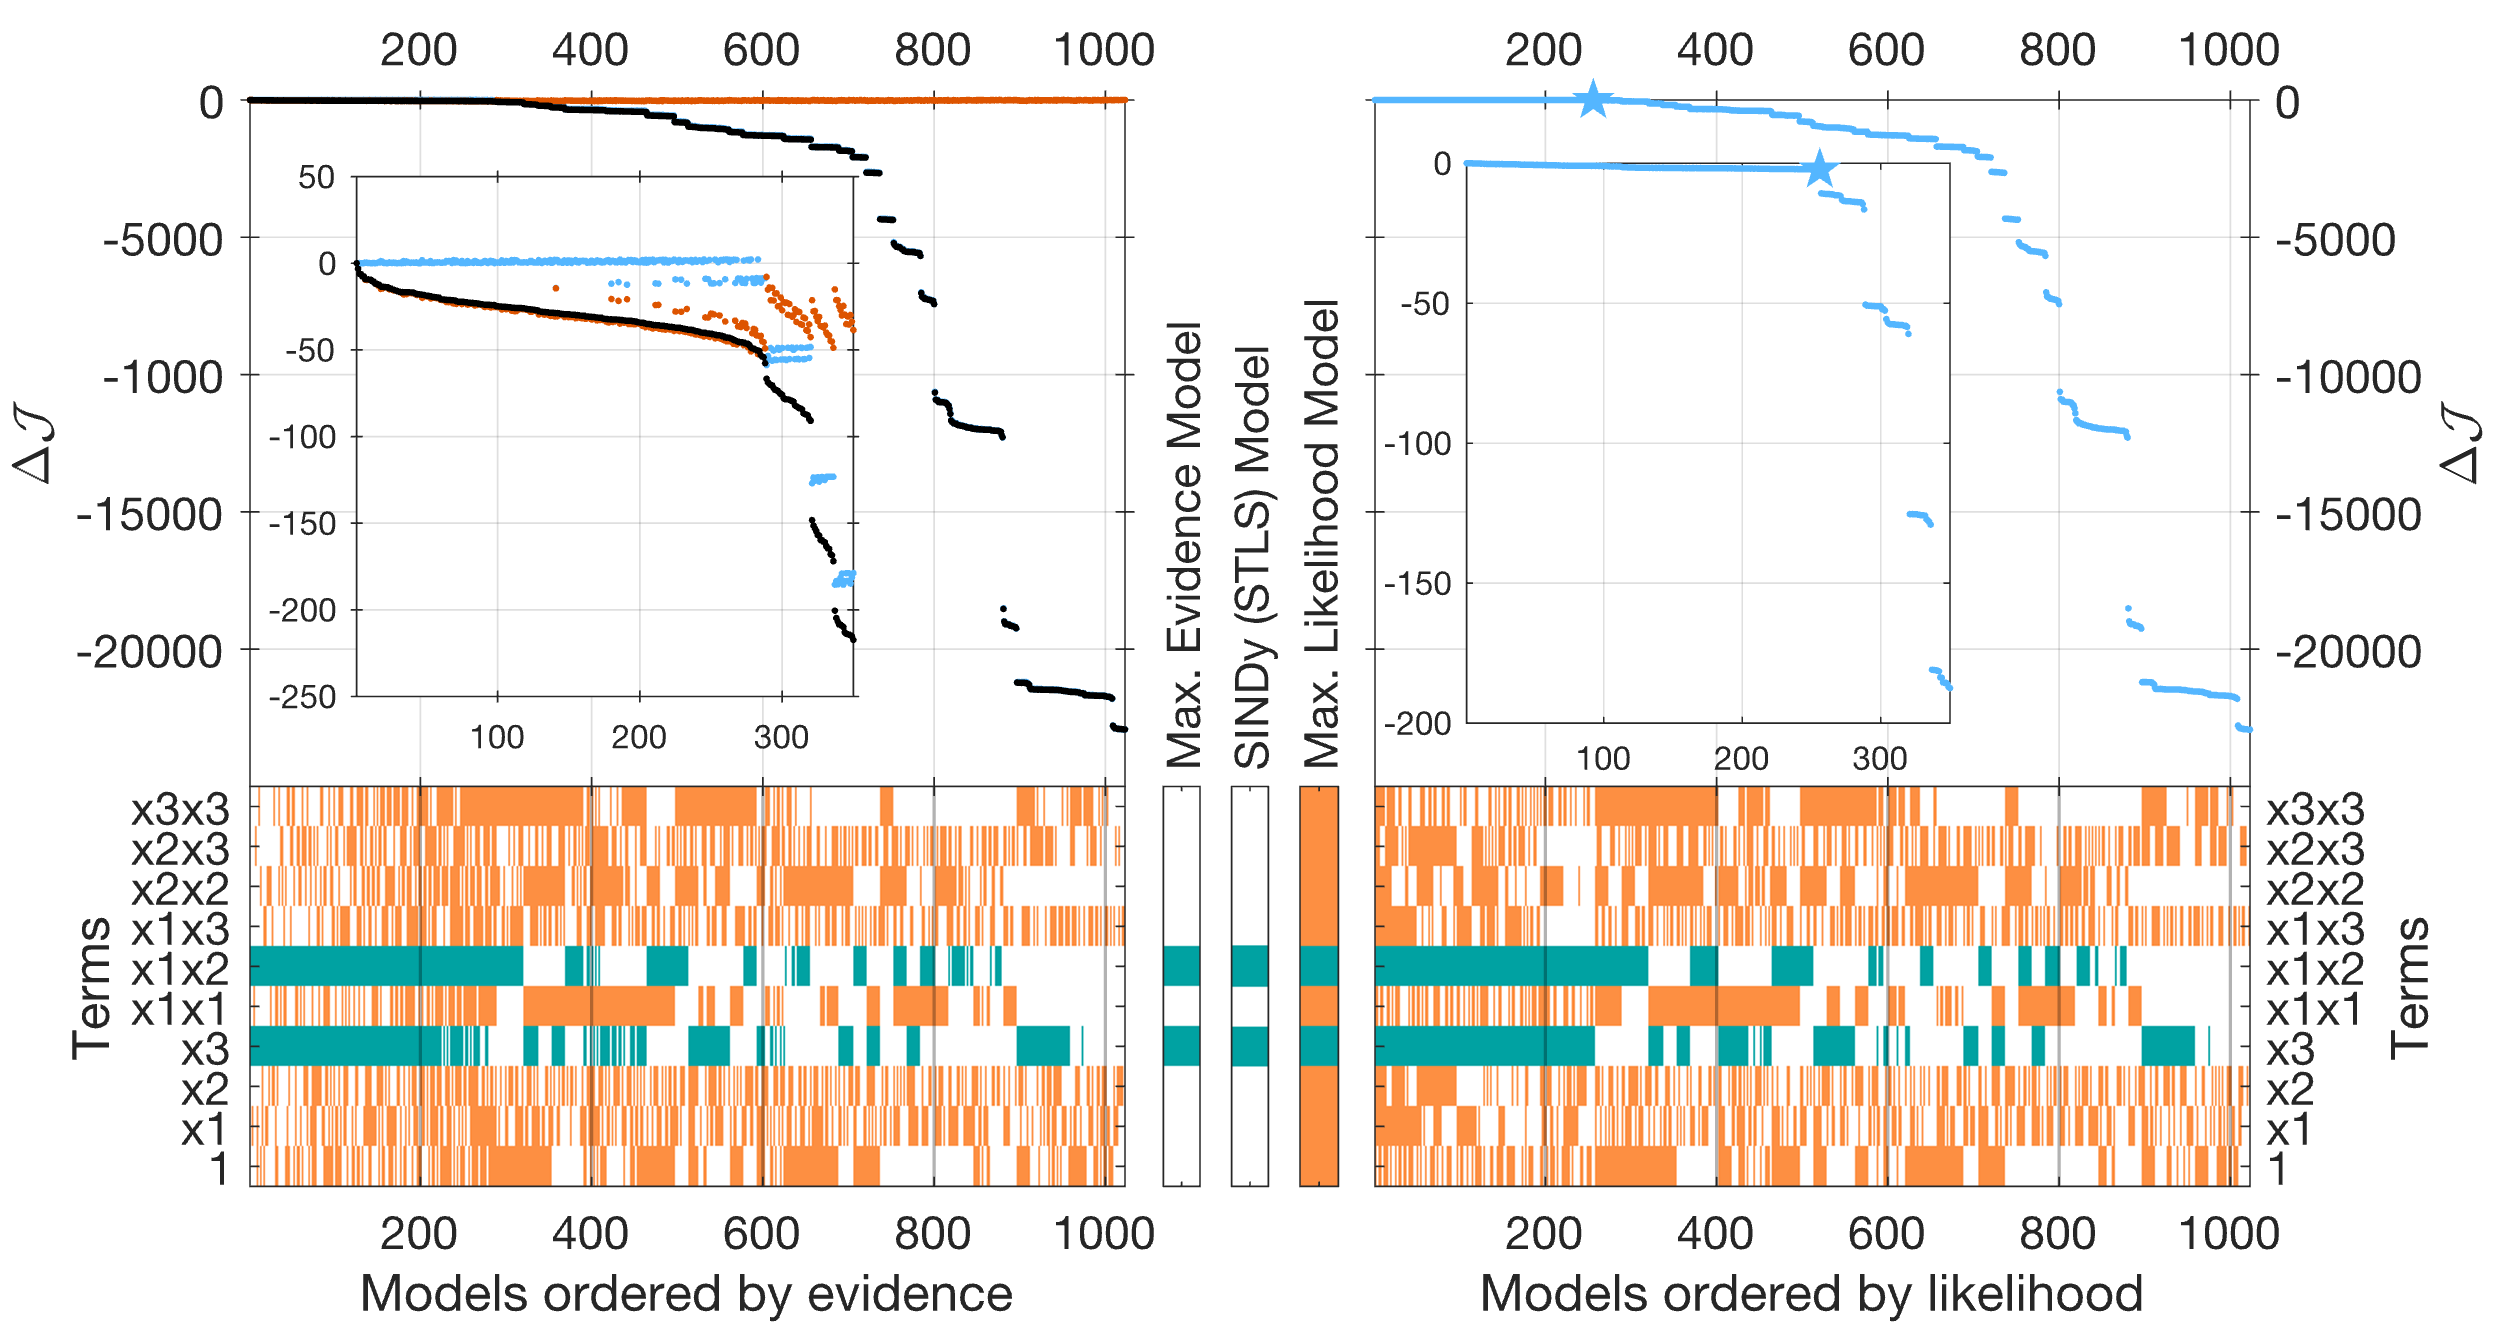 200 400 600 800 1000
200 400 600 800 1000
0
-5000
-1000
-15000
-20000
ΔJ
50
0
-50
-100
-150
-200
-250
100 200 300
Max. Evidence Model
SINDy (STLS) Model
Max. Likelihood Model
0
-50
-100
-150
-200
100 200 300
0
-5000
-10000
-15000
-20000
ΔJ
Terms
x3x3
x2x3
x2x2
x1x3
x1x2
x1x1
x3
x2
x1
1
x3x3
x2x3
x2x2
x1x3
x1x2
x1x1
x3
x2
x1
1
Terms
200 400 600 800 1000
200 400 600 800 1000
Models ordered by evidence
Models ordered by likelihood